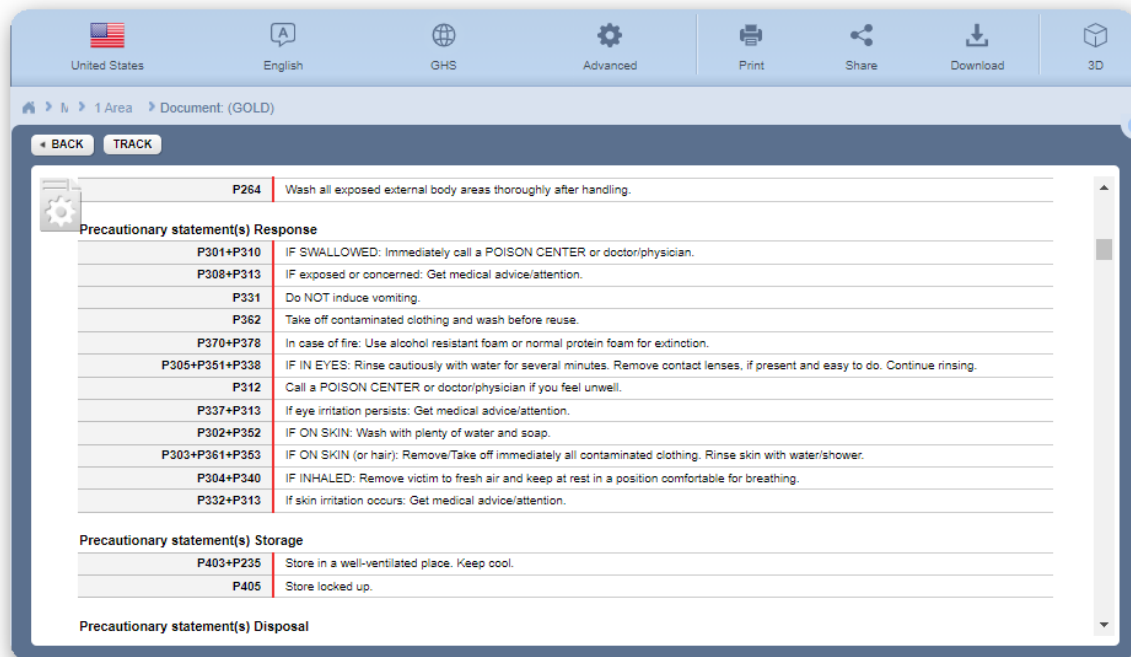 United States
English
GHS
Advanced
Print
Share
Download
3D
M > 1 Area > Document: (GOLD)
BACK
TRACK
P264 Wash all exposed external body areas thoroughly after handling.
Precautionary statement(s) Response
P301+P310 IF SWALLOWED: Immediately call a POISON CENTER or doctor/physician.
P308+P313 IF exposed or concerned: Get medical advice/attention.
P331 Do NOT induce vomiting.
P362 Take off contaminated clothing and wash before reuse.
P370+P378 In case of fire: Use alcohol resistant foam or normal protein foam for extinction.
P305+P351+P338 IF IN EYES: Rinse cautiously with water for several minutes. Remove contact lenses, if present and easy to do. Continue rinsing.
P312 Call a POISON CENTER or doctor/physician if you feel unwell.
P337+P313 If eye irritation persists: Get medical advice/attention.
P302+P352 IF ON SKIN: Wash with plenty of water and soap.
P303+P361+P353 IF ON SKIN (or hair): Remove/Take off immediately all contaminated clothing. Rinse skin with water/shower.
P304+P340 IF INHALED: Remove victim to fresh air and keep at rest in a position comfortable for breathing.
P332+P313 If skin irritation occurs: Get medical advice/attention.
Precautionary statement(s) Storage
P403+P235 Store in a well-ventilated place. Keep cool.
P405 Store locked up.
Precautionary statement(s) Disposal